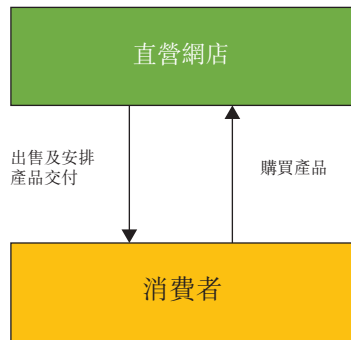 直營網店
出售及安排
產品交付
購買產品
消費者